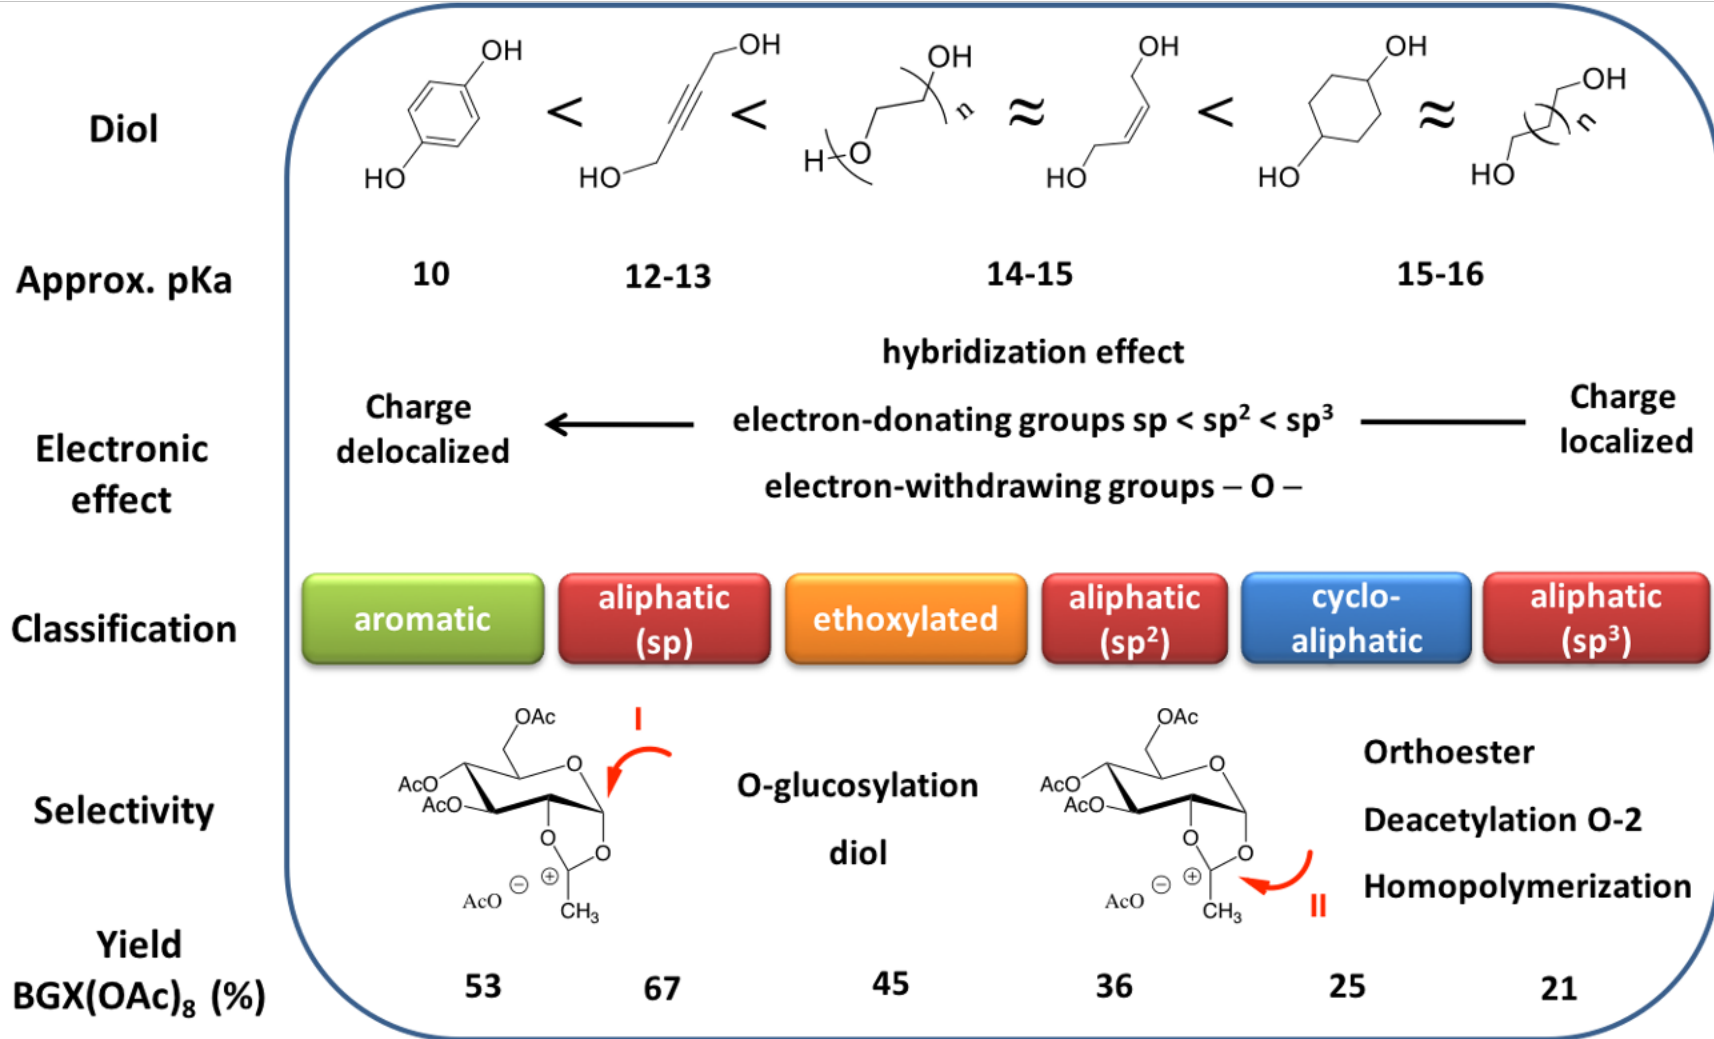 Diol
OH
HO
<
OH
HO
<
OH
n
H
O
≈
OH
HO
<
OH
HO
≈
OH
n
HO
Approx. pKa
10
12-13
14-15
15-16
Electronic
effect
Charge
delocalized
hybridization effect
electron-donating groups sp < sp² < sp³
electron-withdrawing groups – O –
Charge
localized
Classification
aromatic
aliphatic
(sp)
ethoxylated
aliphatic
(sp²)
cyclo-
aliphatic
aliphatic
(sp³)
Selectivity
OAc
I
O
AcO
AcO
O
O
AcO ⊖ ⊕
CH₃
O-glucosylation
diol
OAc
O
AcO
AcO
O
O
AcO ⊖ ⊕
II
CH₃
Orthoester
Deacetylation O-2
Homopolymerization
Yield
BGX(OAc)₈ (%)
53
67
45
36
25
21